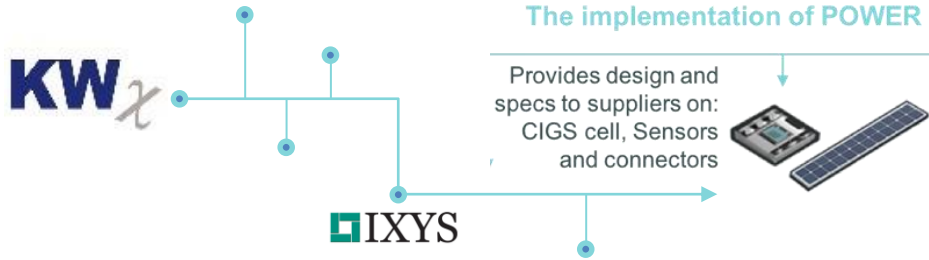 The implementation of POWER
KWx
Provides design and
specs to suppliers on:
CIGS cell, Sensors
and connectors
IXYS